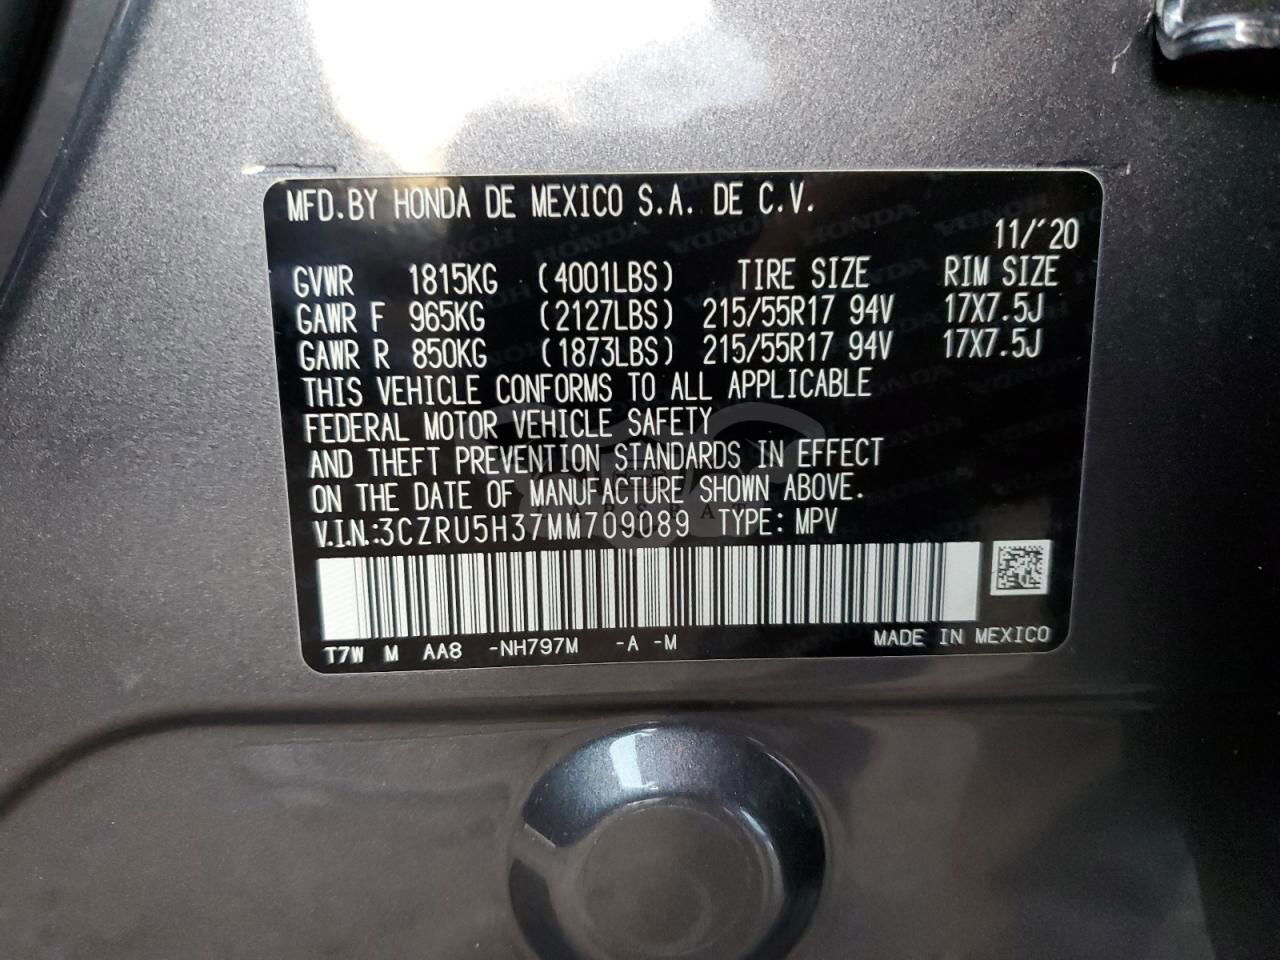 MFD.BY HONDA DE MEXICO S.A. DE C.V.
11/´20
GVWR 1815KG (4001LBS) TIRE SIZE RIM SIZE
GAWR F 965KG (2127LBS) 215/55R17 94V 17X7.5J
GAWR R 850KG (1873LBS) 215/55R17 94V 17X7.5J
THIS VEHICLE CONFORMS TO ALL APPLICABLE
FEDERAL MOTOR VEHICLE SAFETY
AND THEFT PREVENTION STANDARDS IN EFFECT
ON THE DATE OF MANUFACTURE SHOWN ABOVE.
V.I.N.:3CZRU5H37MM709089 TYPE: MPV
T7W M AA8 -NH797M -A -M MADE IN MEXICO